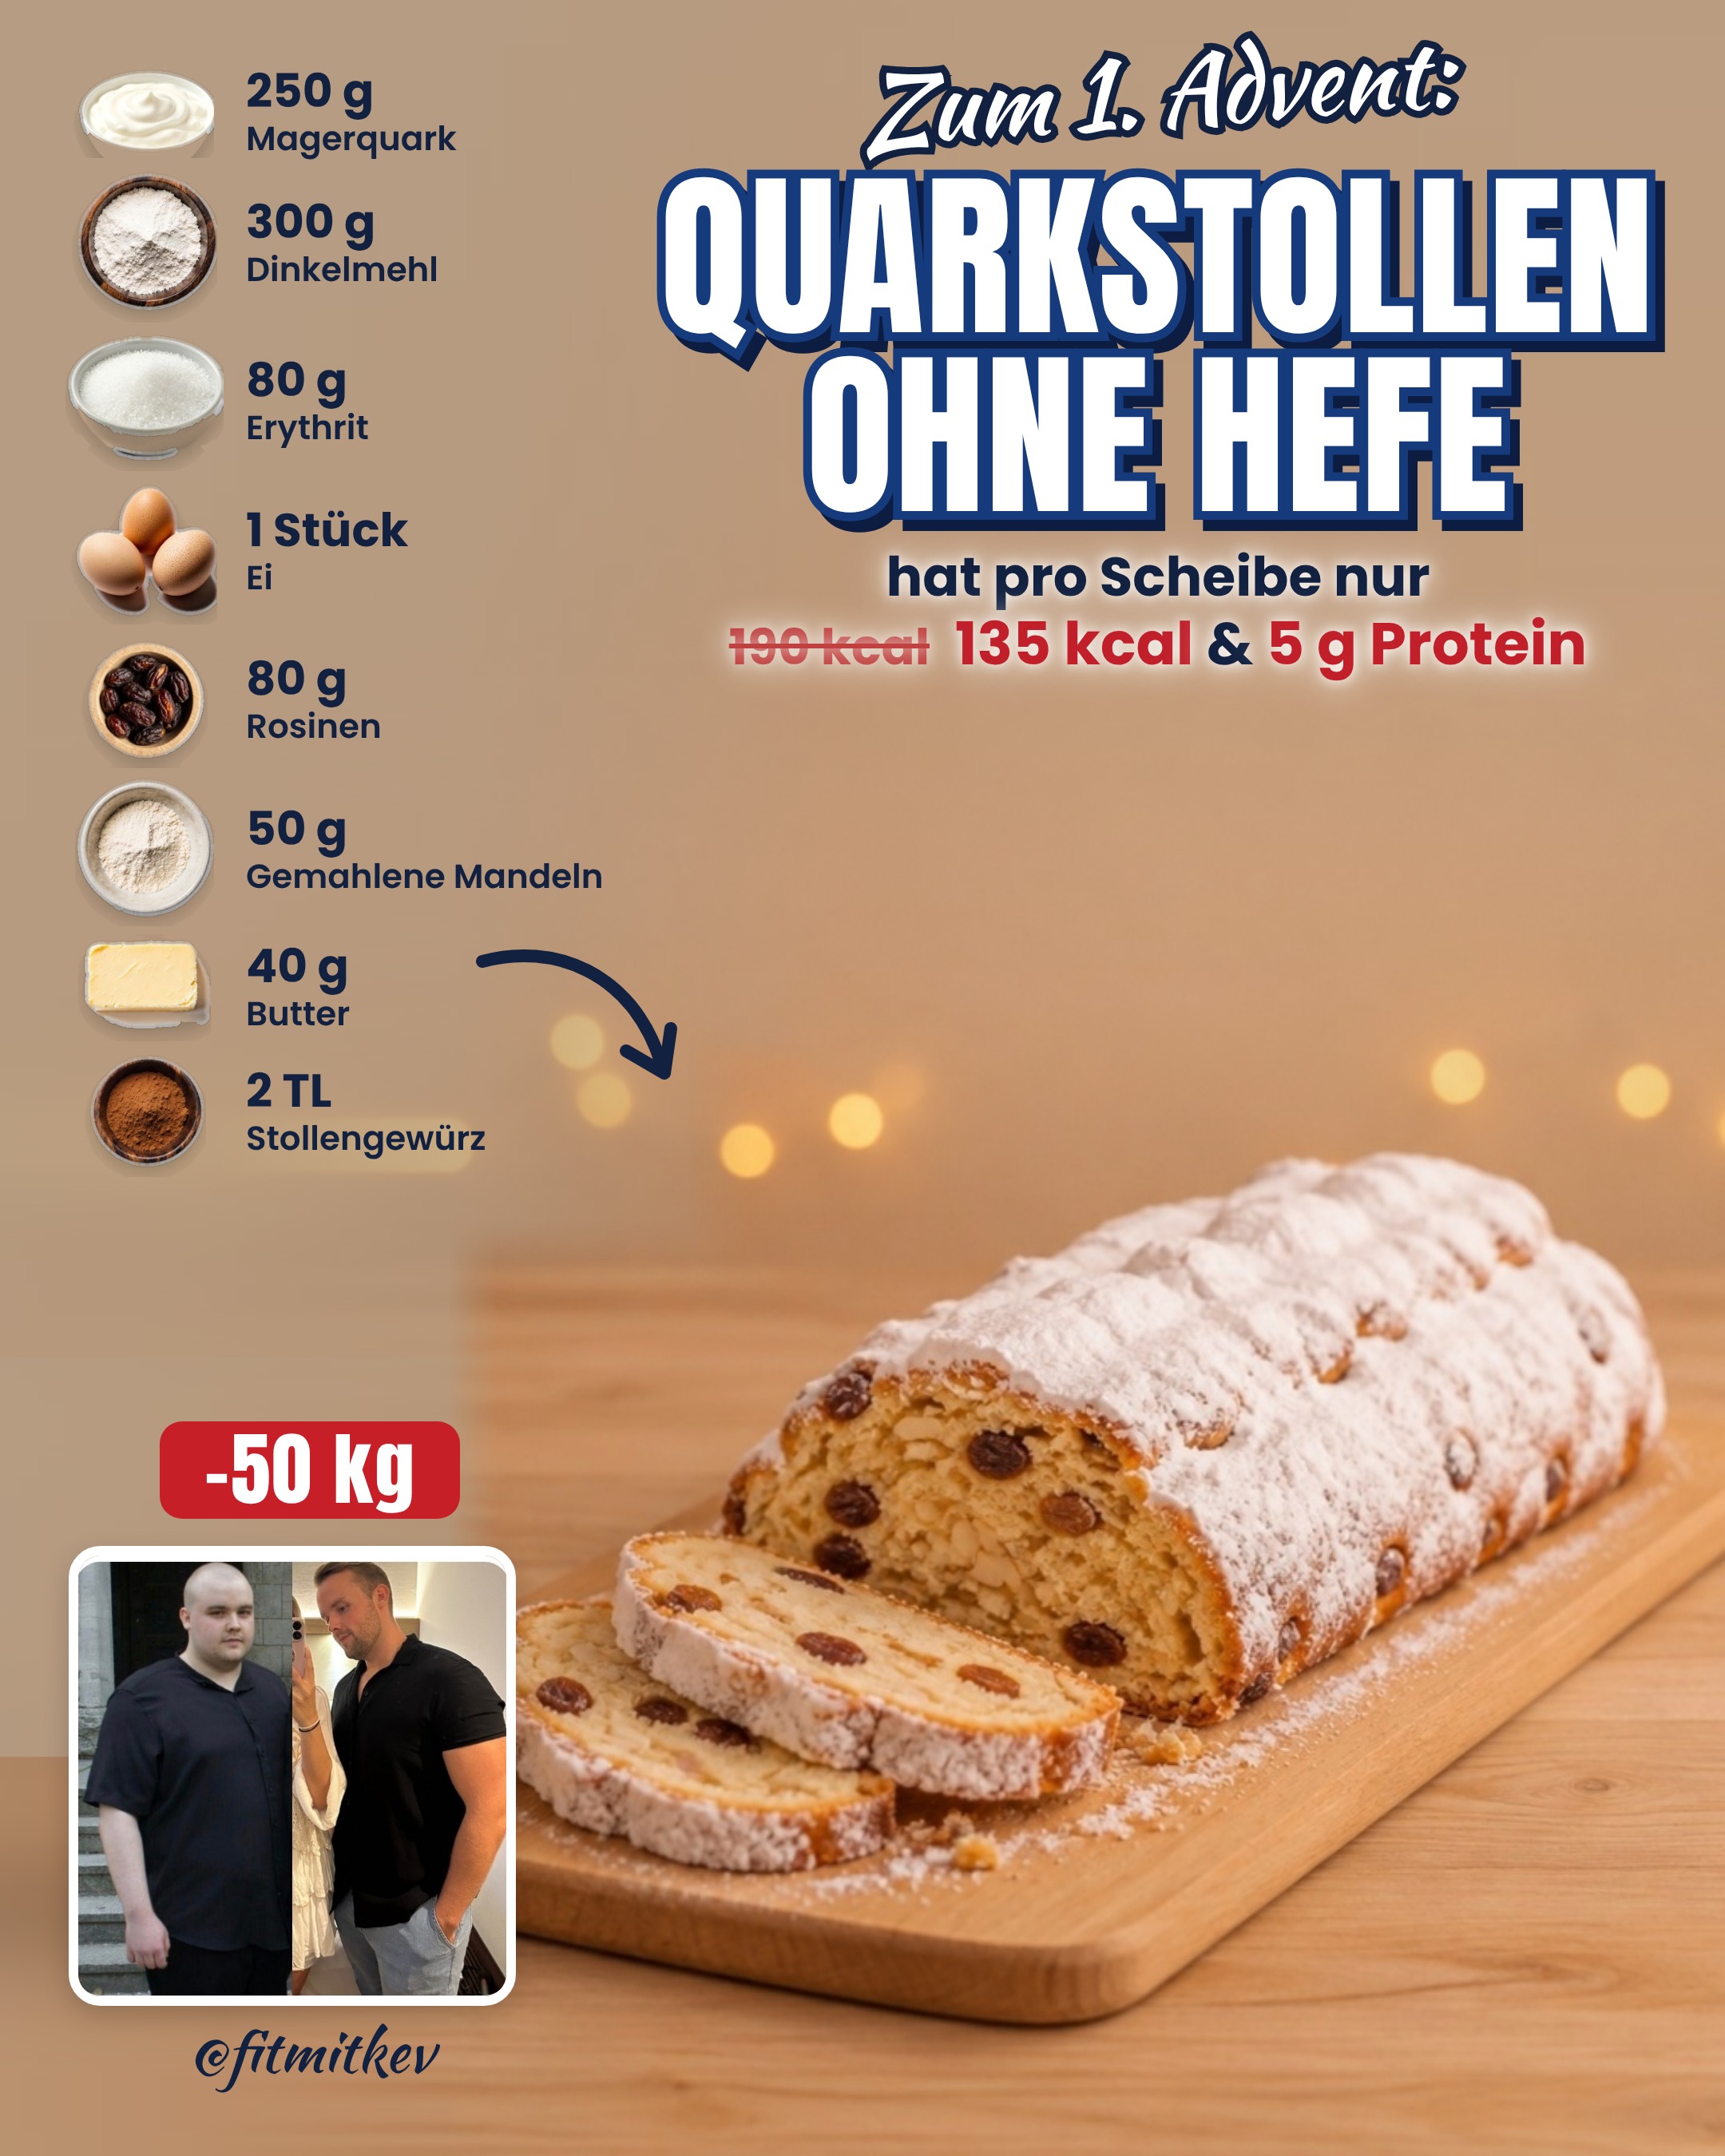 Zum 1. Advent:
QUARKSTOLLEN
OHNE HEFE
hat pro Scheibe nur
190 kcal 135 kcal & 5 g Protein
250 g
Magerquark
300 g
Dinkelmehl
80 g
Erythrit
1 Stück
Ei
80 g
Rosinen
50 g
Gemahlene Mandeln
40 g
Butter
2 TL
Stollengewürz
-50 kg
@fitmitkev